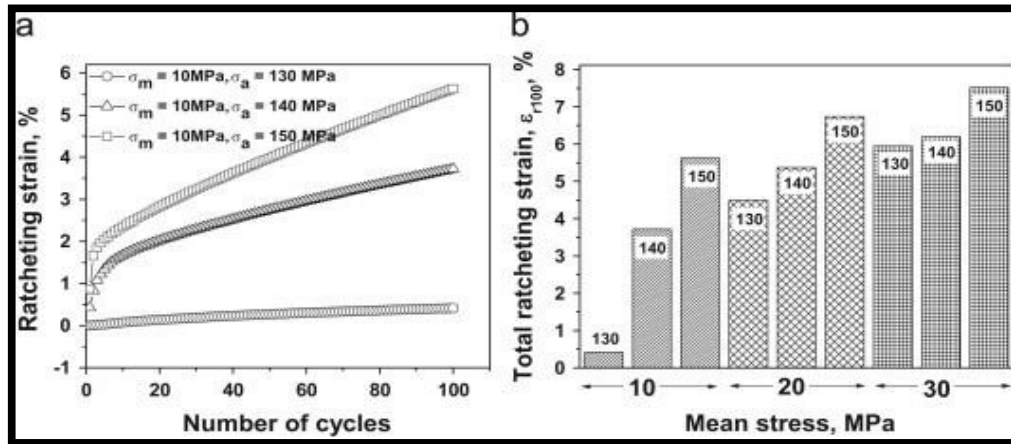 a
6
5
4
3
2
1
0
-1
0 20 40 60 80 100
Ratcheting strain, %
Number of cycles
σm = 10MPa, σa = 130 MPa
σm = 10MPa, σa = 140 MPa
σm = 10MPa, σa = 150 MPa
b
8
7
6
5
4
3
2
1
0
Total ratcheting strain, εr100, %
130 140 150 130 140 150 130 140 150
10 20 30
Mean stress, MPa